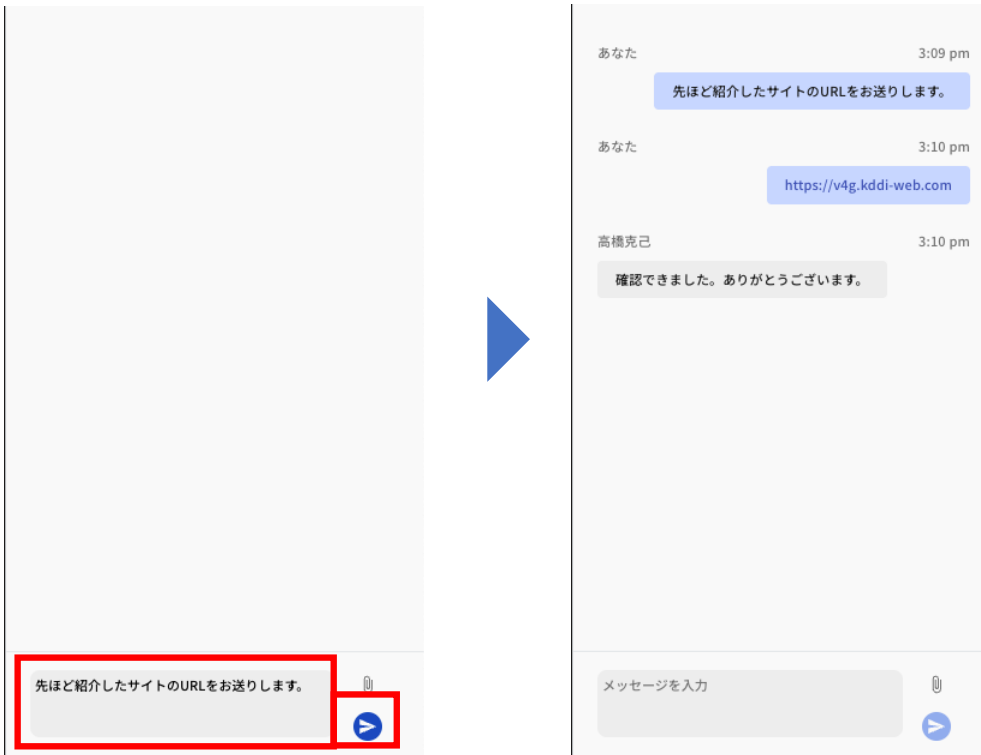 先ほど紹介したサイトのURLをお送りします。
あなた 3:09 pm
先ほど紹介したサイトのURLをお送りします。
あなた 3:10 pm
https://v4g.kddi-web.com
高橋克己 3:10 pm
確認できました。ありがとうございます。
メッセージを入力